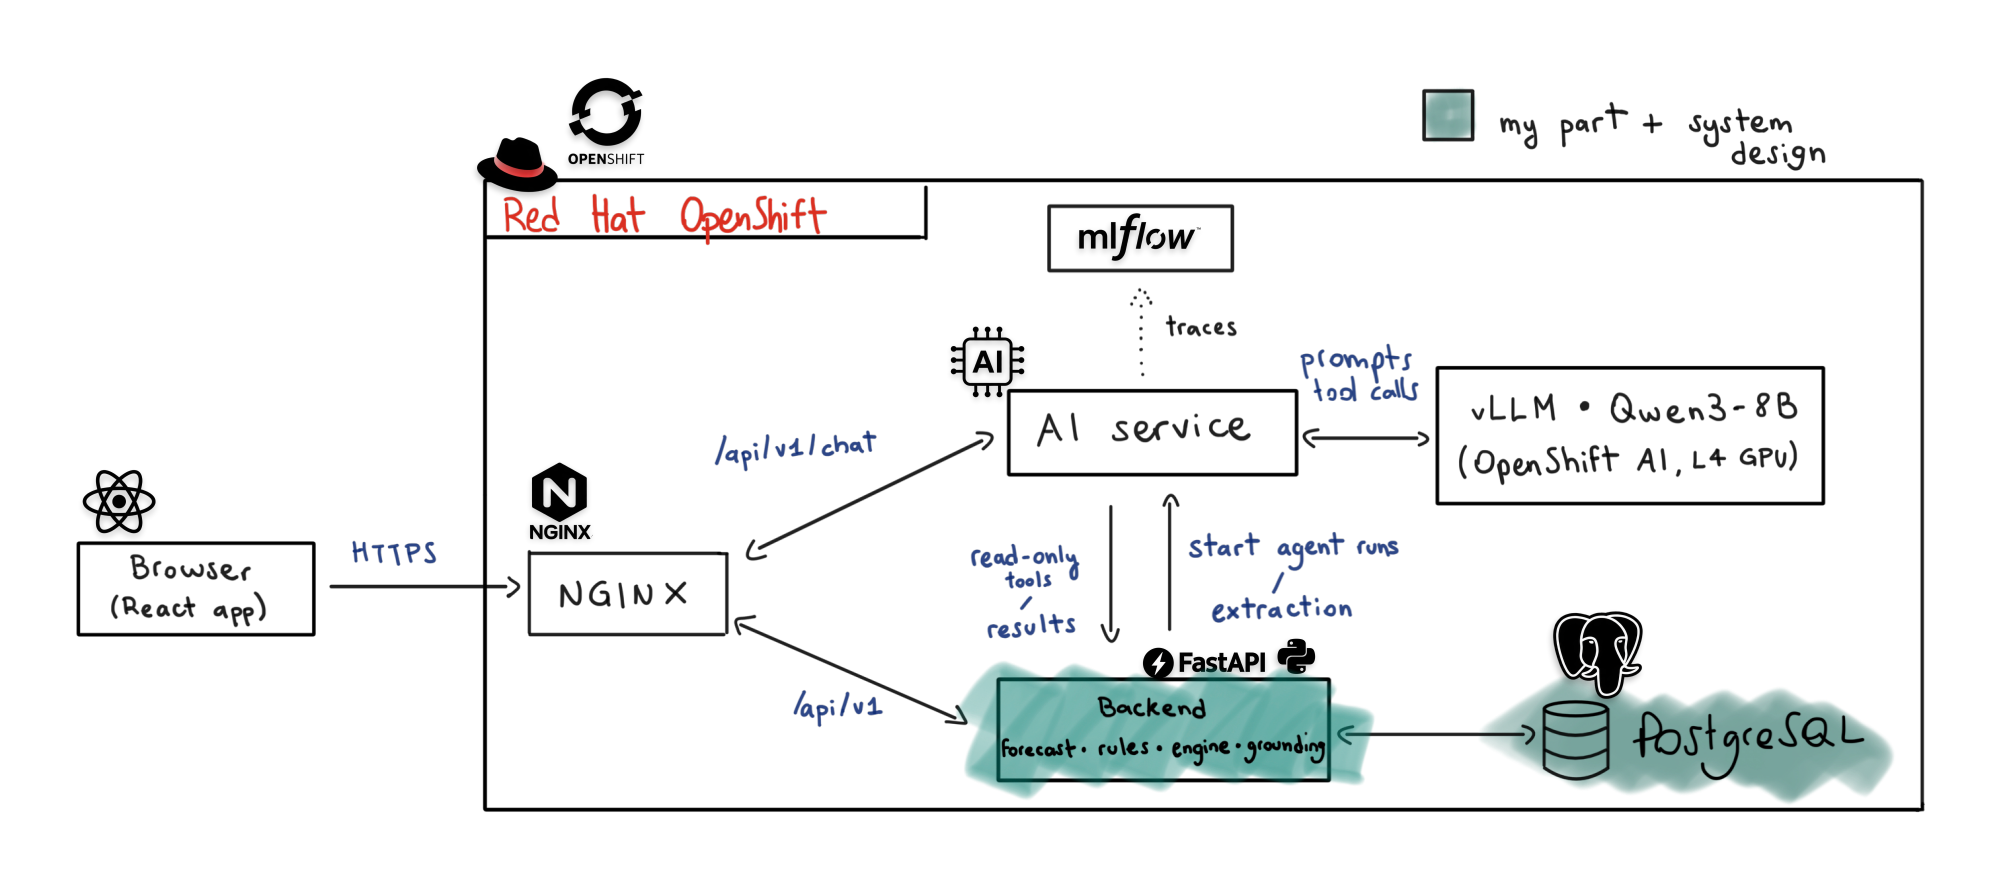 OPENSHIFT
my part + system
design
Red Hat OpenShift
mlflow™
traces
AI
prompts
tool calls
AI service
vLLM • Qwen3-8B
(OpenShift AI, L4 GPU)
/api/v1/chat
NGINX
HTTPS
Browser
(React app)
NGINX
read-only
tools
/
results
start agent runs
/
extraction
/api/v1
FastAPI
Backend
forecast • rules • engine • grounding
PostgreSQL